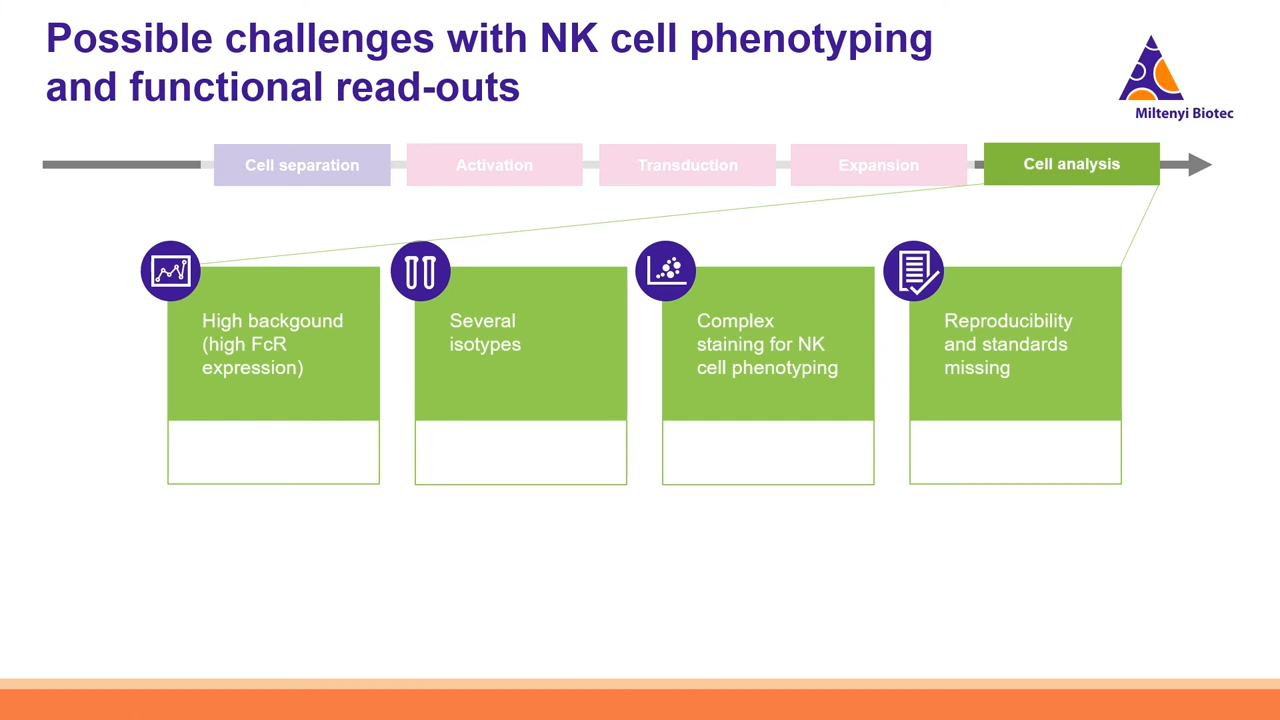 Possible challenges with NK cell phenotyping
and functional read-outs
Miltenyi Biotec
Cell separation
Activation
Transduction
Expansion
Cell analysis
High backgound
(high FcR
expression)
Several
isotypes
Complex
staining for NK
cell phenotyping
Reproducibility
and standards
missing